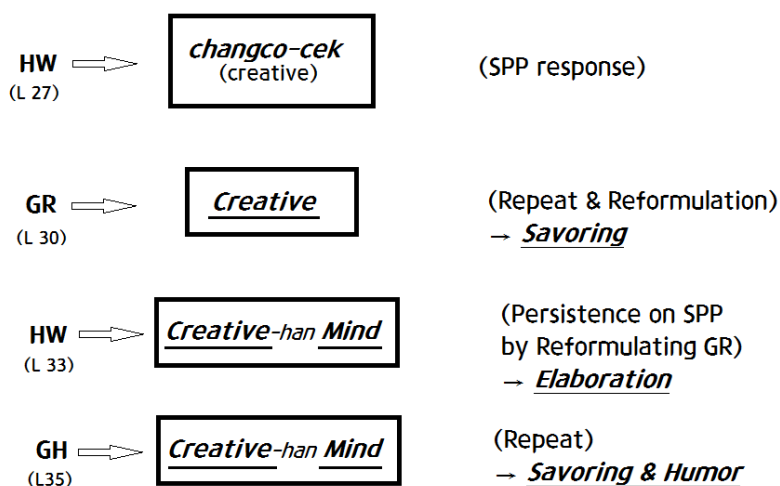 HW changco-cek (SPP response)
(L 27) (creative)
GR Creative (Repeat & Reformulation)
(L 30) → Savoring
HW Creative-han Mind (Persistence on SPP
(L 33) by Reformulating GR)
→ Elaboration
GH Creative-han Mind (Repeat)
(L35) → Savoring & Humor